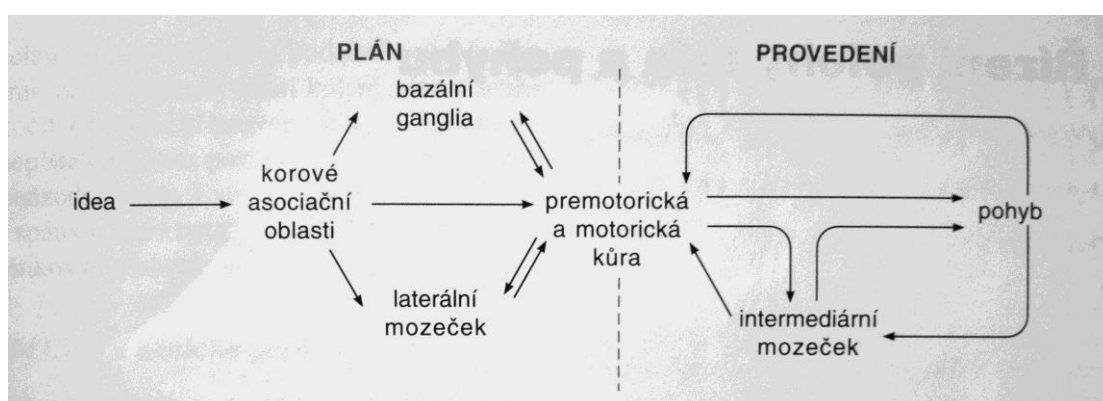 PLÁN
PROVEDENÍ
bazální
ganglia
korové
asociační
oblasti
idea
premotorická
a motorická
kůra
pohyb
laterální
mozeček
intermediární
mozeček